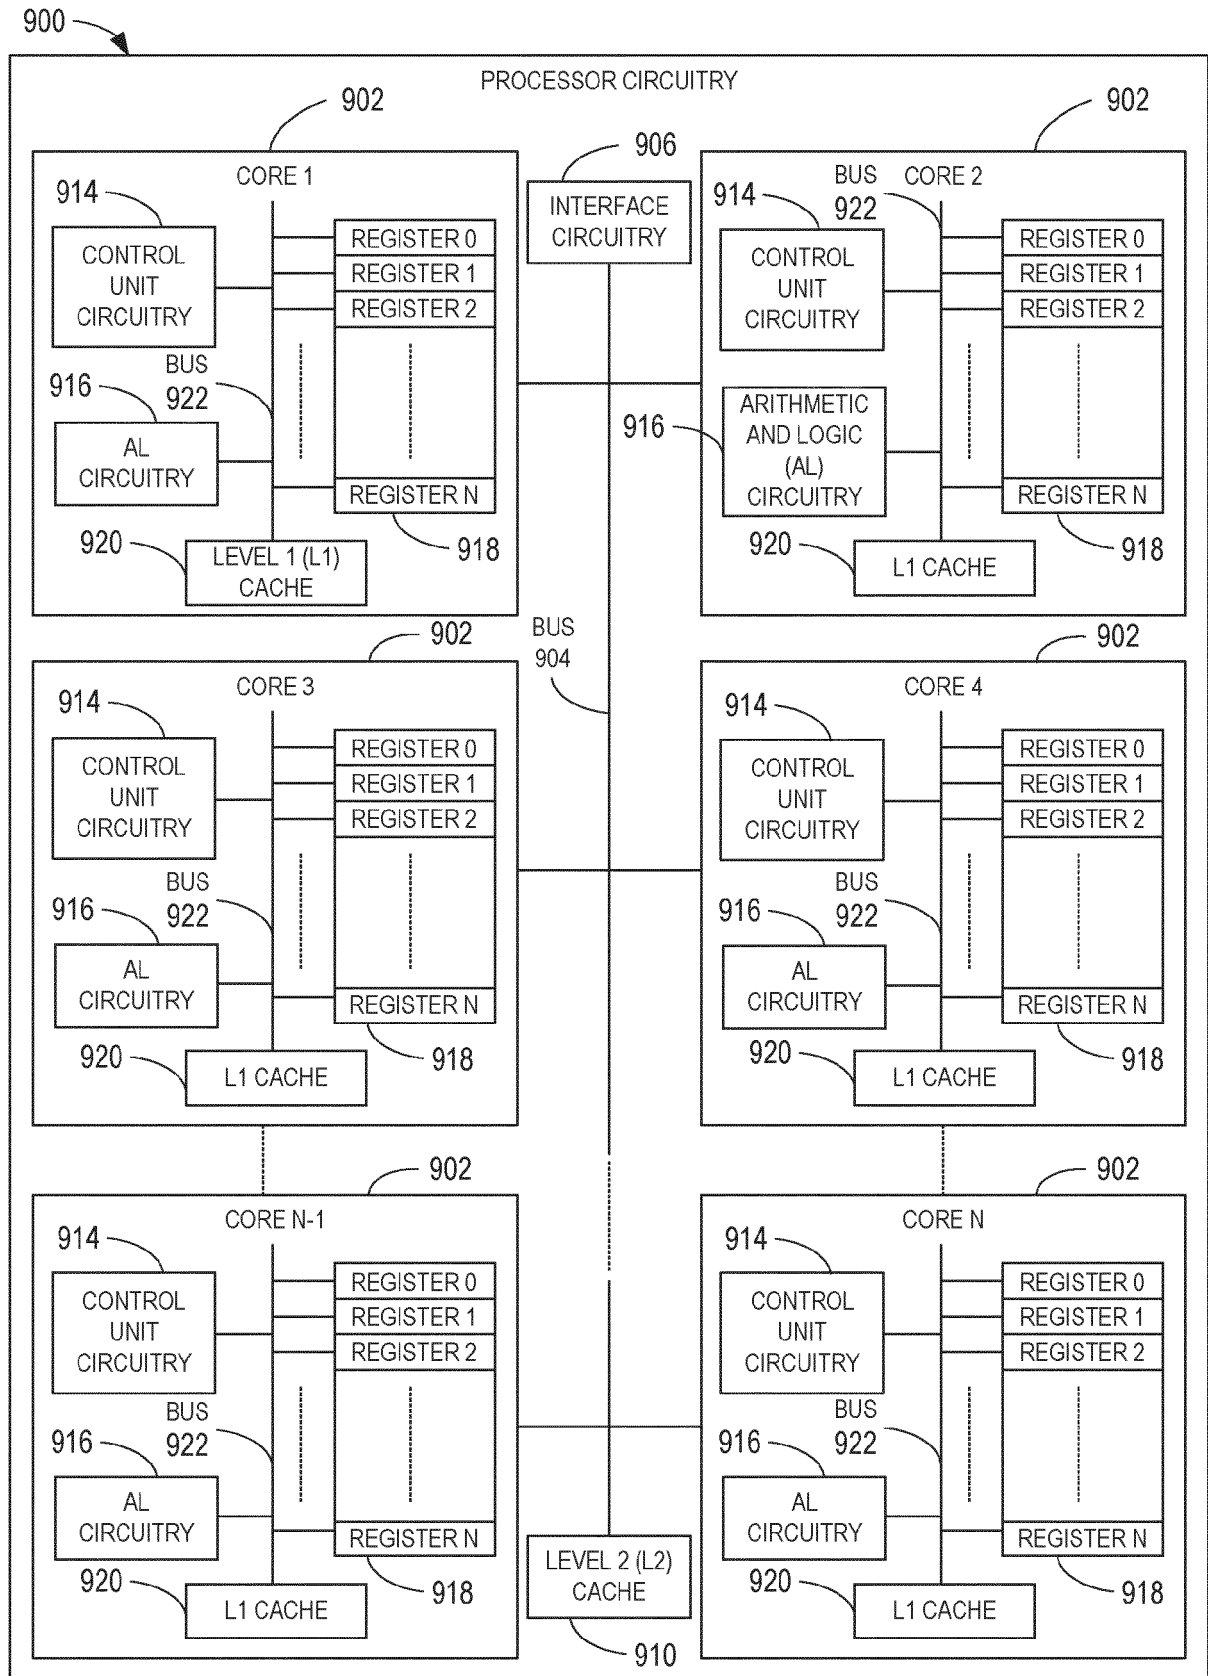 900
PROCESSOR CIRCUITRY
902
CORE 1
914
CONTROL
UNIT
CIRCUITRY
REGISTER 0
REGISTER 1
REGISTER 2
BUS
922
916
AL
CIRCUITRY
REGISTER N
918
920
LEVEL 1 (L1)
CACHE
906
INTERFACE
CIRCUITRY
902
BUS
922
CORE 2
914
CONTROL
UNIT
CIRCUITRY
REGISTER 0
REGISTER 1
REGISTER 2
916
ARITHMETIC
AND LOGIC
(AL)
CIRCUITRY
REGISTER N
918
920
L1 CACHE
BUS
904
902
CORE 3
914
CONTROL
UNIT
CIRCUITRY
REGISTER 0
REGISTER 1
REGISTER 2
BUS
922
916
AL
CIRCUITRY
REGISTER N
918
920
L1 CACHE
902
CORE 4
914
CONTROL
UNIT
CIRCUITRY
REGISTER 0
REGISTER 1
REGISTER 2
BUS
922
916
AL
CIRCUITRY
REGISTER N
918
920
L1 CACHE
902
CORE N-1
914
CONTROL
UNIT
CIRCUITRY
REGISTER 0
REGISTER 1
REGISTER 2
BUS
922
916
AL
CIRCUITRY
REGISTER N
918
920
L1 CACHE
LEVEL 2 (L2)
CACHE
910
902
CORE N
914
CONTROL
UNIT
CIRCUITRY
REGISTER 0
REGISTER 1
REGISTER 2
BUS
922
916
AL
CIRCUITRY
REGISTER N
918
920
L1 CACHE